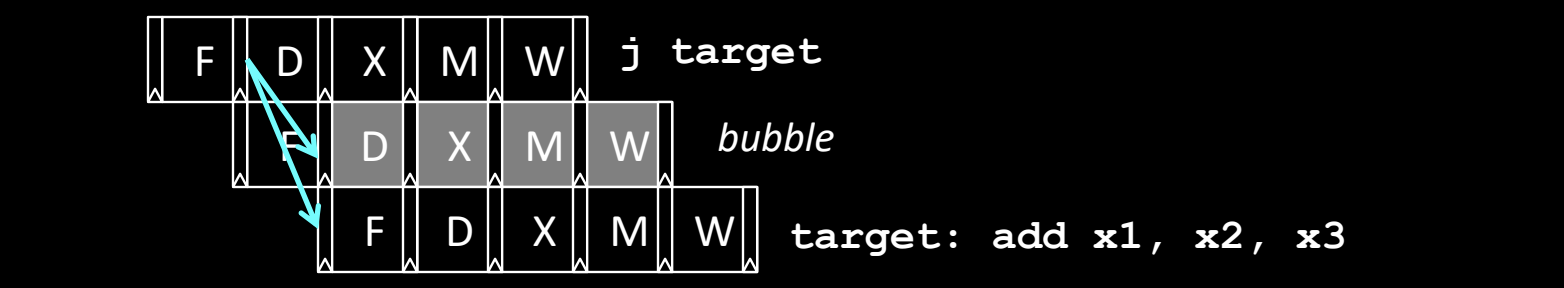 F D X M W j target
F D X M W bubble
F D X M W target: add x1, x2, x3